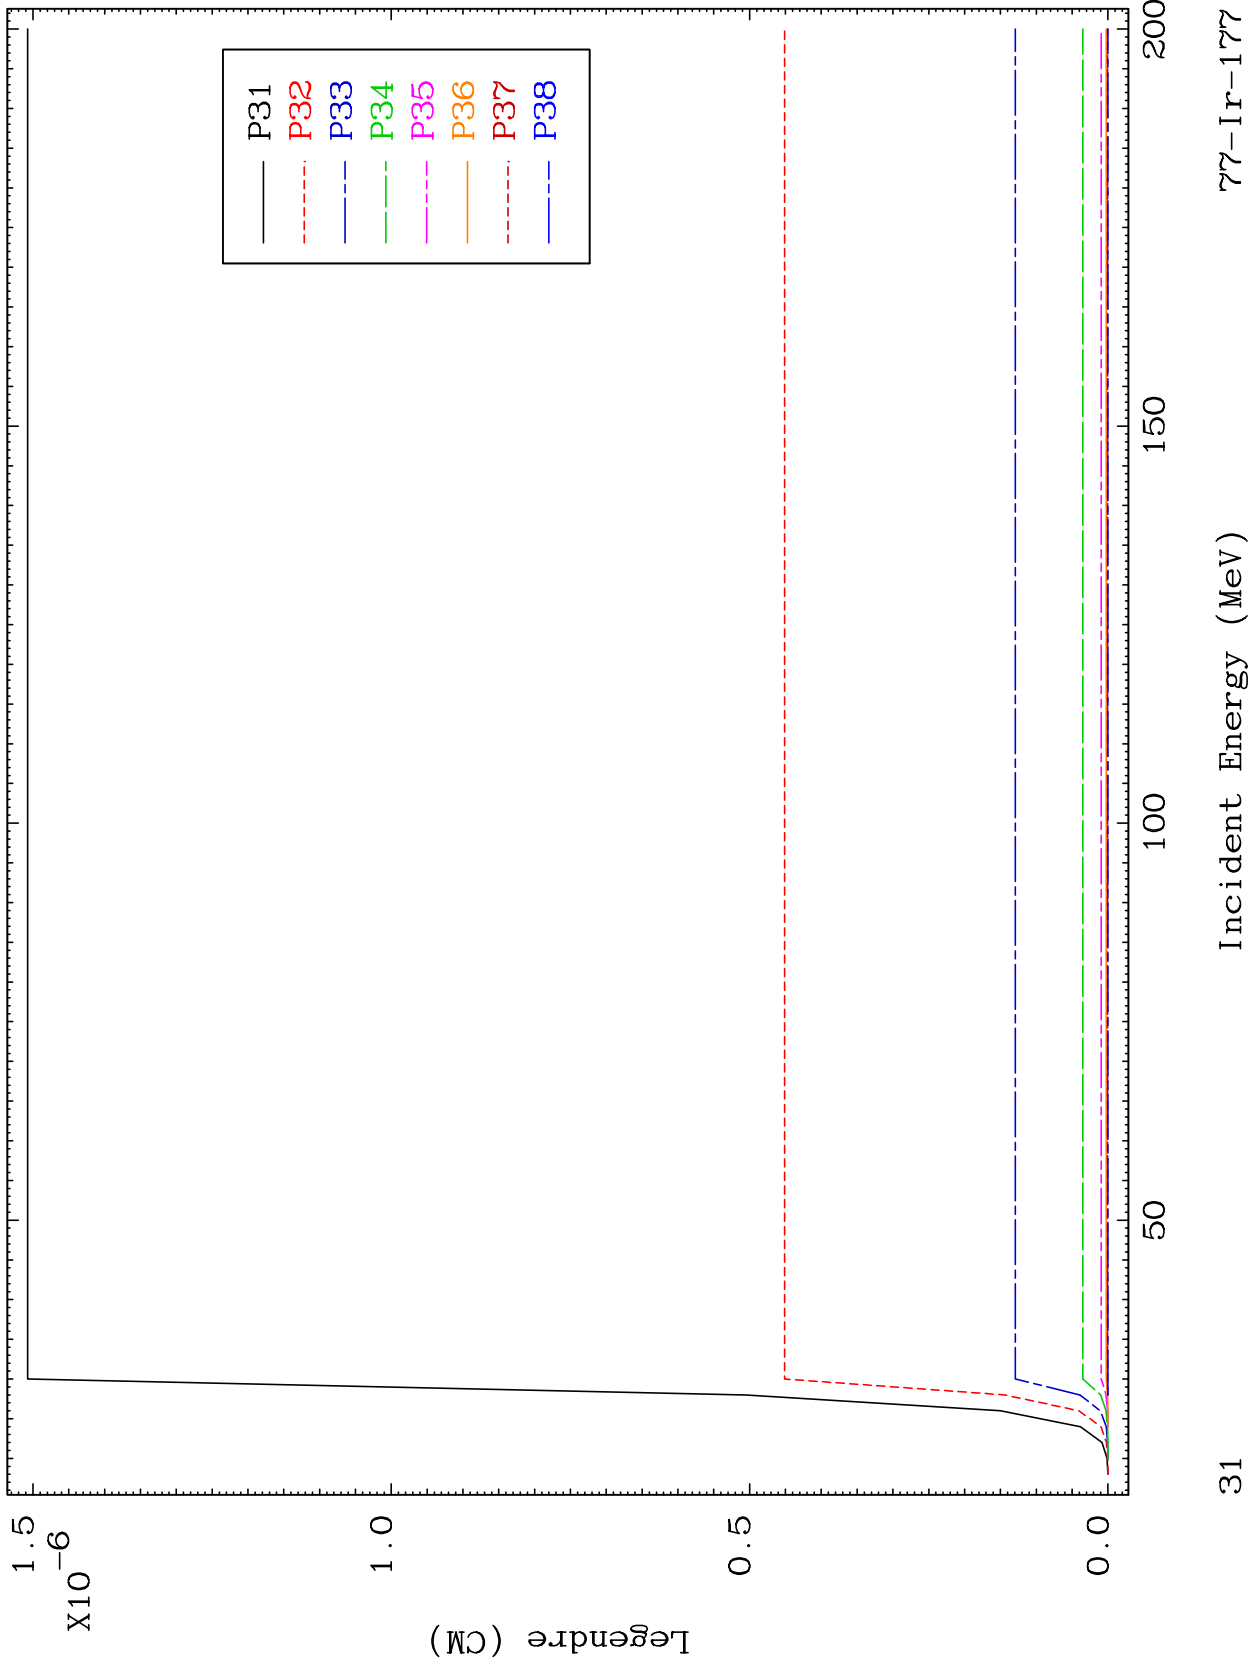 Legendre (CM)
X10-6
1.5
1.0
0.5
0.0
P31
P32
P33
P34
P35
P36
P37
P38
50
100
150
200
31
Incident Energy (MeV)
77-Ir-177